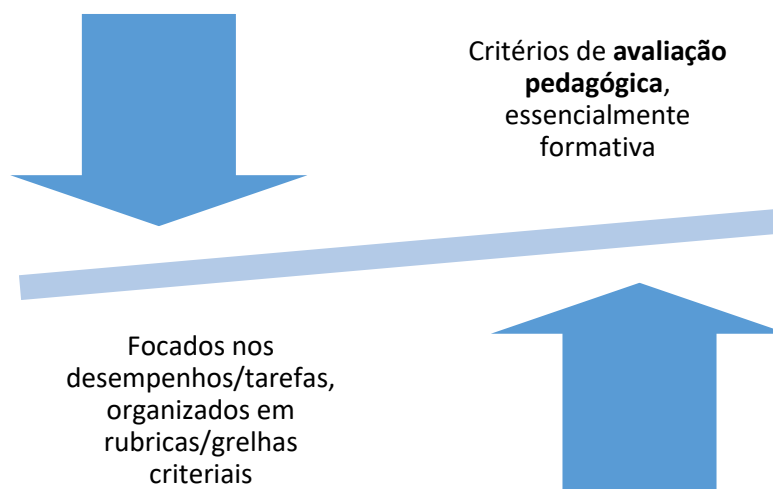 Critérios de avaliação
pedagógica,
essencialmente
formativa
Focados nos
desempenhos/tarefas,
organizados em
rubricas/grelhas
criteriais